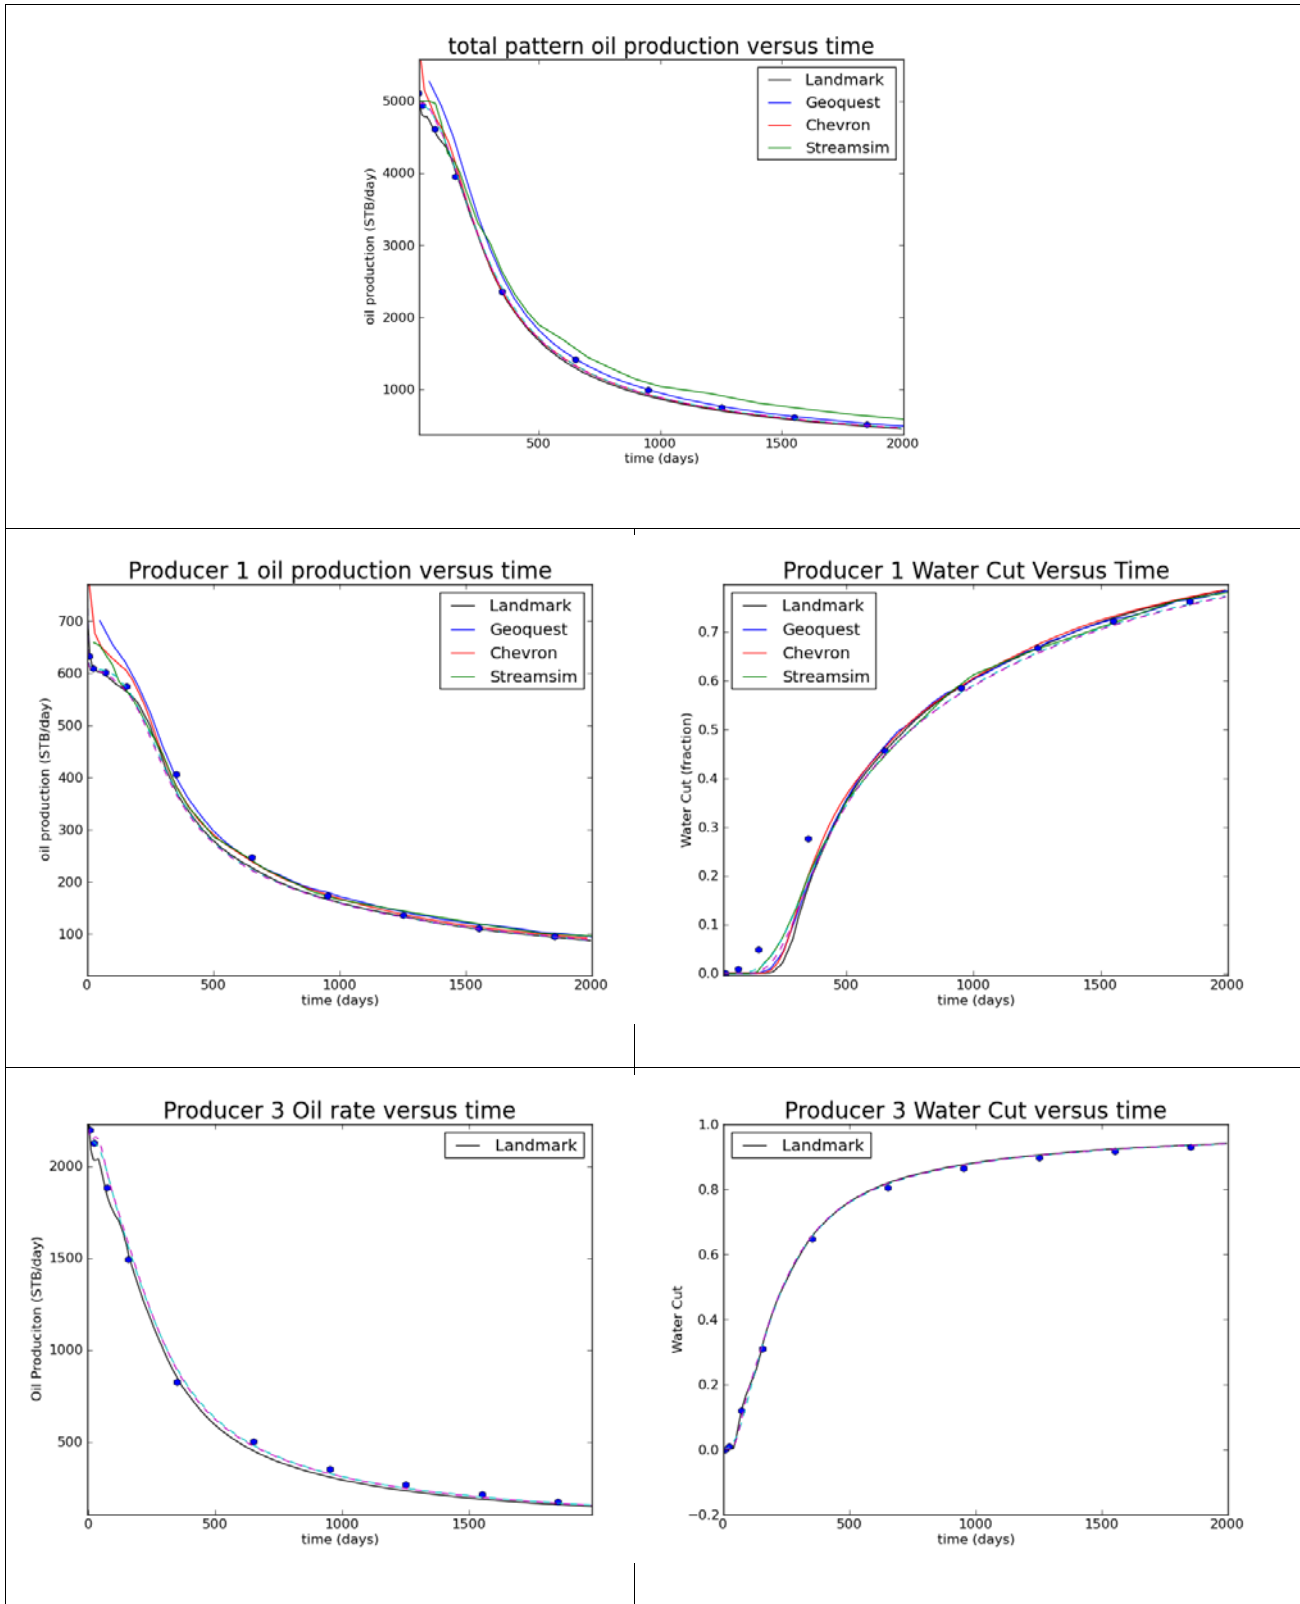 total pattern oil production versus time
Landmark
Geoquest
Chevron
Streamsim
5000
4000
3000
2000
1000
oil production (STB/day)
500 1000 1500 2000
time (days)
Producer 1 oil production versus time
Landmark
Geoquest
Chevron
Streamsim
700
600
500
400
300
200
100
oil production (STB/day)
0 500 1000 1500 2000
time (days)
Producer 1 Water Cut Versus Time
Landmark
Geoquest
Chevron
Streamsim
0.7
0.6
0.5
0.4
0.3
0.2
0.1
0.0
Water Cut (fraction)
500 1000 1500 2000
time (days)
Producer 3 Oil rate versus time
Landmark
2000
1500
1000
500
Oil Produciton (STB/day)
0 500 1000 1500
time (days)
Producer 3 Water Cut versus time
Landmark
1.0
0.8
0.6
0.4
0.2
0.0
−0.2
Water Cut
0 500 1000 1500 2000
time (days)